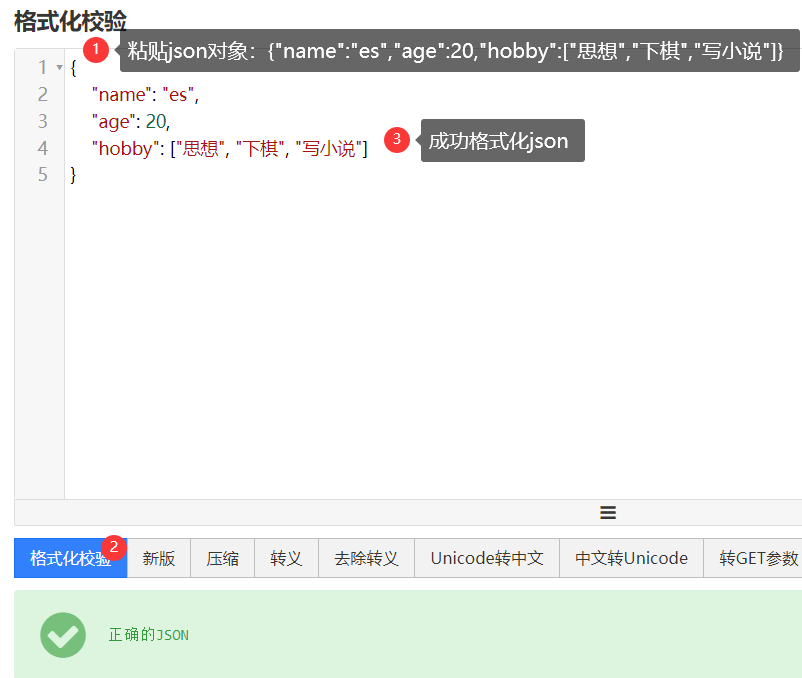 格式化校验
1 粘贴json对象：{"name":"es","age":20,"hobby":["思想","下棋","写小说"]}
1 {
2 "name": "es",
3 "age": 20,
4 "hobby": ["思想", "下棋", "写小说"]
3 成功格式化json
5 }
格式化校验 2 新版 压缩 转义 去除转义 Unicode转中文 中文转Unicode 转GET参数
正确的JSON